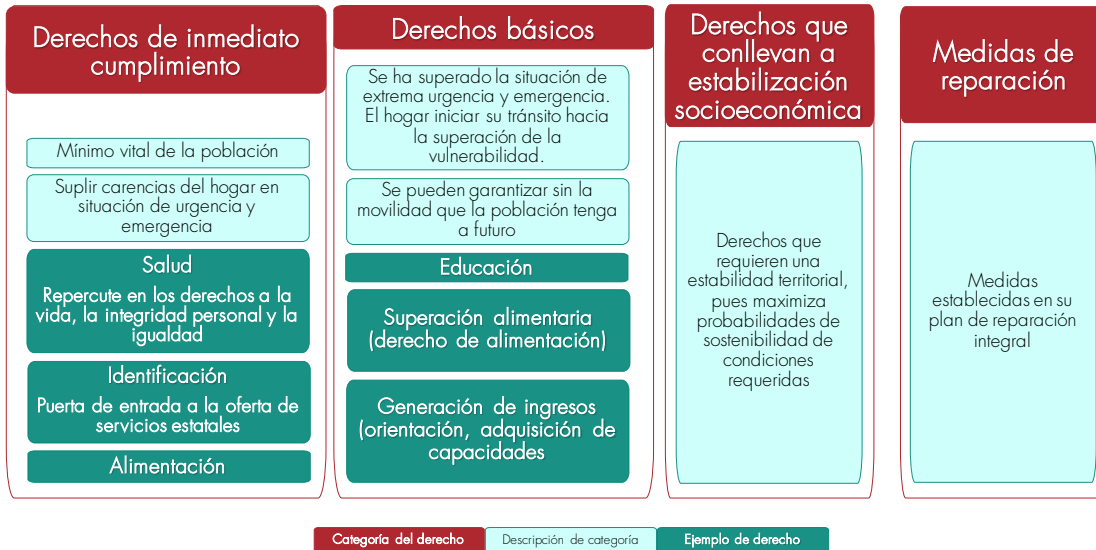 Derechos de inmediato
cumplimiento
Mínimo vital de la población
Suplir carencias del hogar en
situación de urgencia y
emergencia
Salud
Repercute en los derechos a la
vida, la integridad personal y la
igualdad
Identificación
Puerta de entrada a la oferta de
servicios estatales
Alimentación
Derechos básicos
Se ha superado la situación de
extrema urgencia y emergencia.
El hogar iniciar su tránsito hacia
la superación de la
vulnerabilidad.
Se pueden garantizar sin la
movilidad que la población tenga
a futuro
Educación
Superación alimentaria
(derecho de alimentación)
Generación de ingresos
(orientación, adquisición de
capacidades
Derechos que
conllevan a
estabilización
socioeconómica
Derechos que
requieren una
estabilidad territorial,
pues maximiza
probabilidades de
sostenibilidad de
condiciones
requeridas
Medidas de
reparación
Medidas
establecidas en su
plan de reparación
integral
Categoría del derecho
Descripción de categoría
Ejemplo de derecho